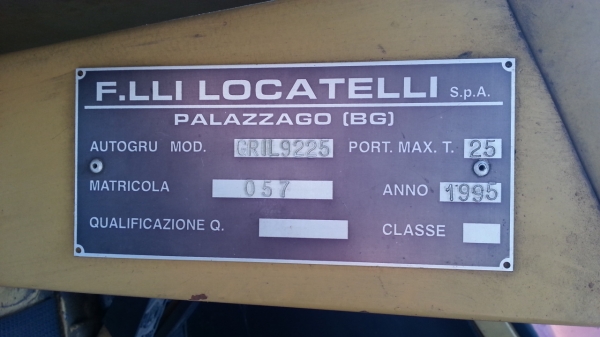 F.LLI LOCATELLI S.p.A.
PALAZZAGO (BG)
AUTOGRU MOD. GRIL9225 PORT. MAX. T. 25
MATRICOLA 057 ANNO 1995
QUALIFICAZIONE Q. CLASSE